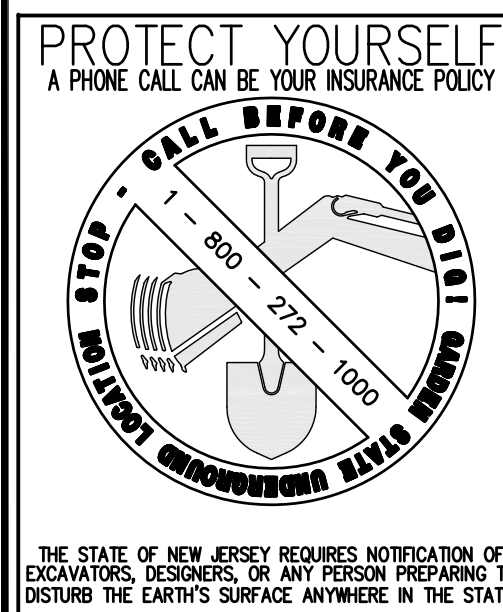 PROTECT YOURSELF
A PHONE CALL CAN BE YOUR INSURANCE POLICY
STOP - CALL BEFORE YOU DIG!
1 - 800 - 272 - 1000
GARDEN STATE UNDERGROUND LOCATION
THE STATE OF NEW JERSEY REQUIRES NOTIFICATION OF
EXCAVATORS, DESIGNERS, OR ANY PERSON PREPARING T
DISTURB THE EARTH'S SURFACE ANYWHERE IN THE STAT